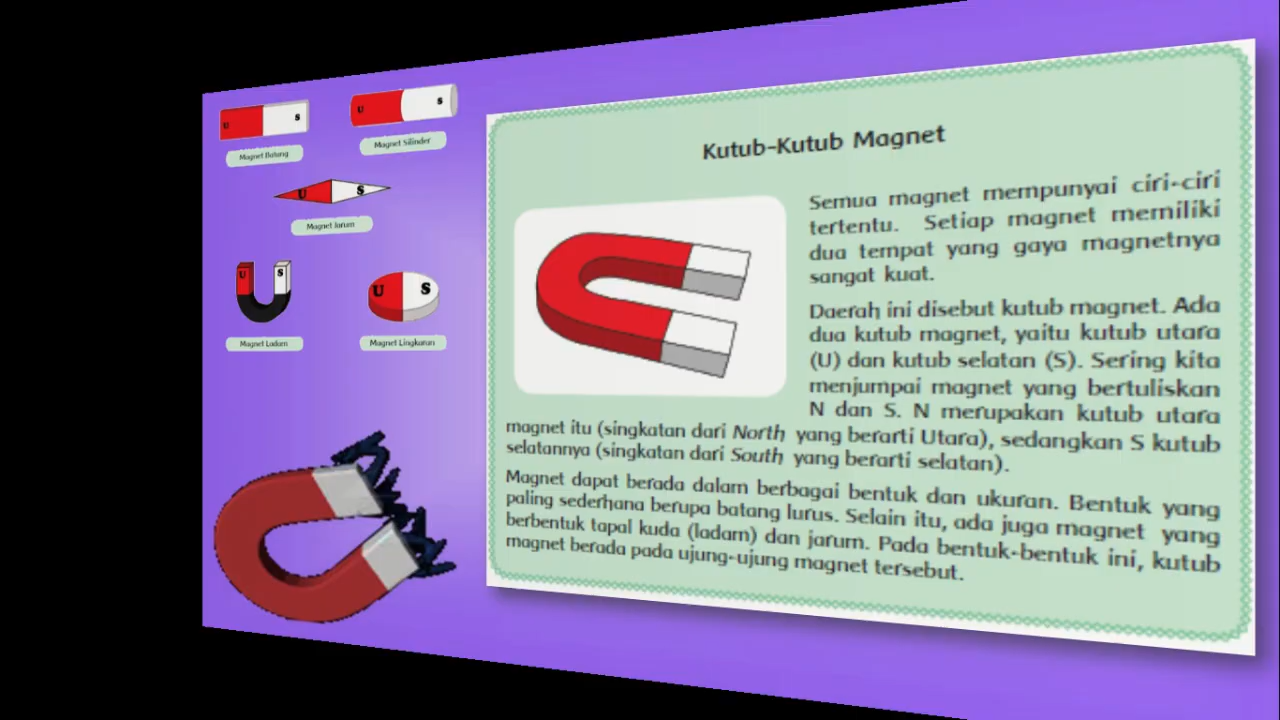 U S
Magnet Batang
U S
Magnet Silinder
U S
Magnet Jarum
U S
Magnet Ladam
U S
Magnet Lingkaran
Kutub-Kutub Magnet
Semua magnet mempunyai ciri-ciri
tertentu. Setiap magnet memiliki
dua tempat yang gaya magnetnya
sangat kuat.
Daerah ini disebut kutub magnet. Ada
dua kutub magnet, yaitu kutub utara
(U) dan kutub selatan (S). Sering kita
menjumpai magnet yang bertuliskan
N dan S. N merupakan kutub utara
magnet itu (singkatan dari North yang berarti Utara), sedangkan S kutub
selatannya (singkatan dari South yang berarti selatan).
Magnet dapat berada dalam berbagai bentuk dan ukuran. Bentuk yang
paling sederhana berupa batang lurus. Selain itu, ada juga magnet yang
berbentuk tapal kuda (ladam) dan jarum. Pada bentuk-bentuk ini, kutub
magnet berada pada ujung-ujung magnet tersebut.